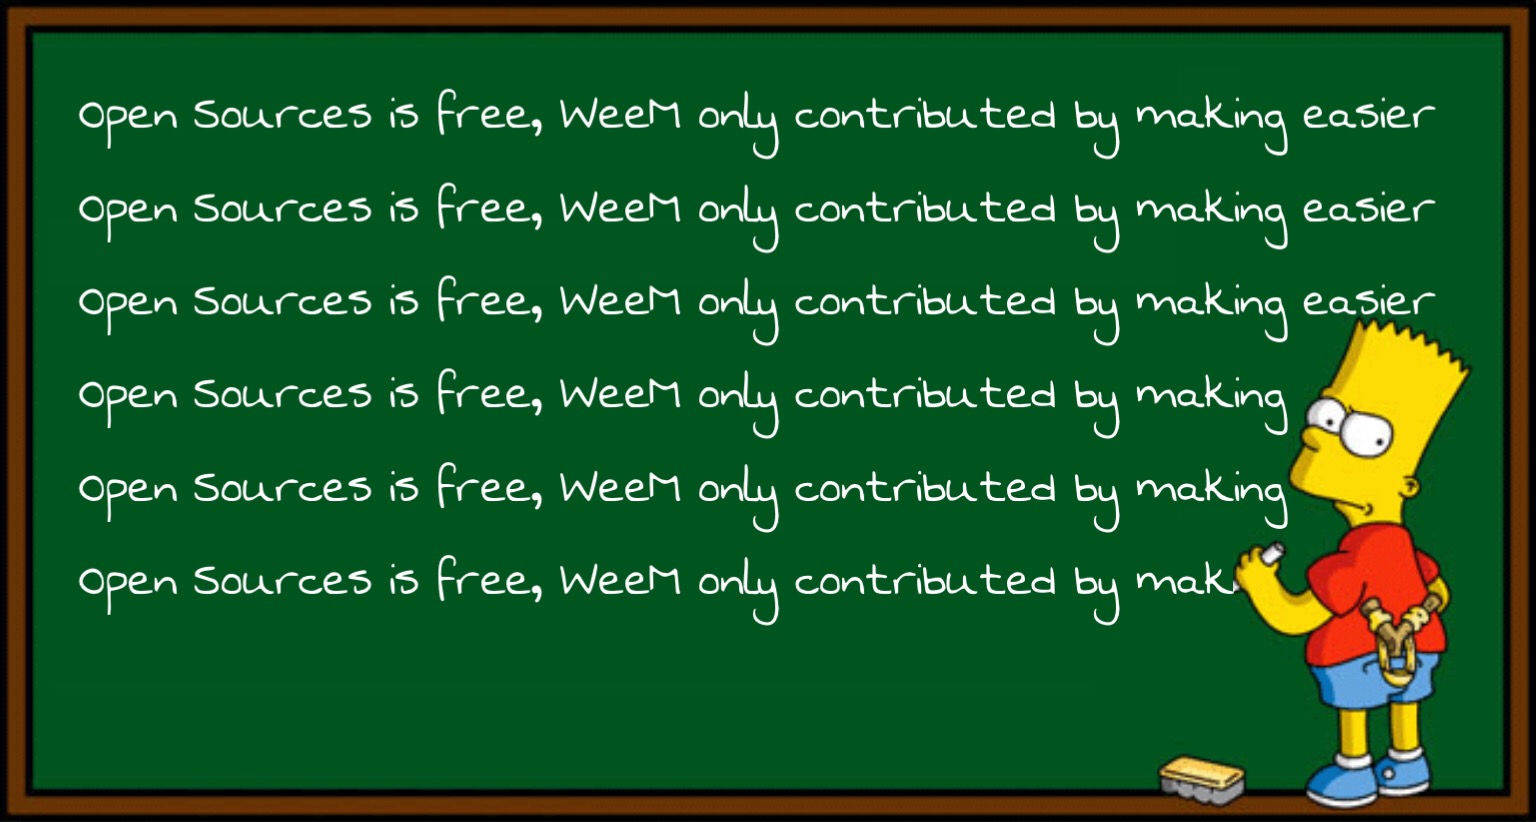 Open Sources is free, WeeM only contributed by making easier
Open Sources is free, WeeM only contributed by making easier
Open Sources is free, WeeM only contributed by making easier
Open Sources is free, WeeM only contributed by making
Open Sources is free, WeeM only contributed by making
Open Sources is free, WeeM only contributed by mak